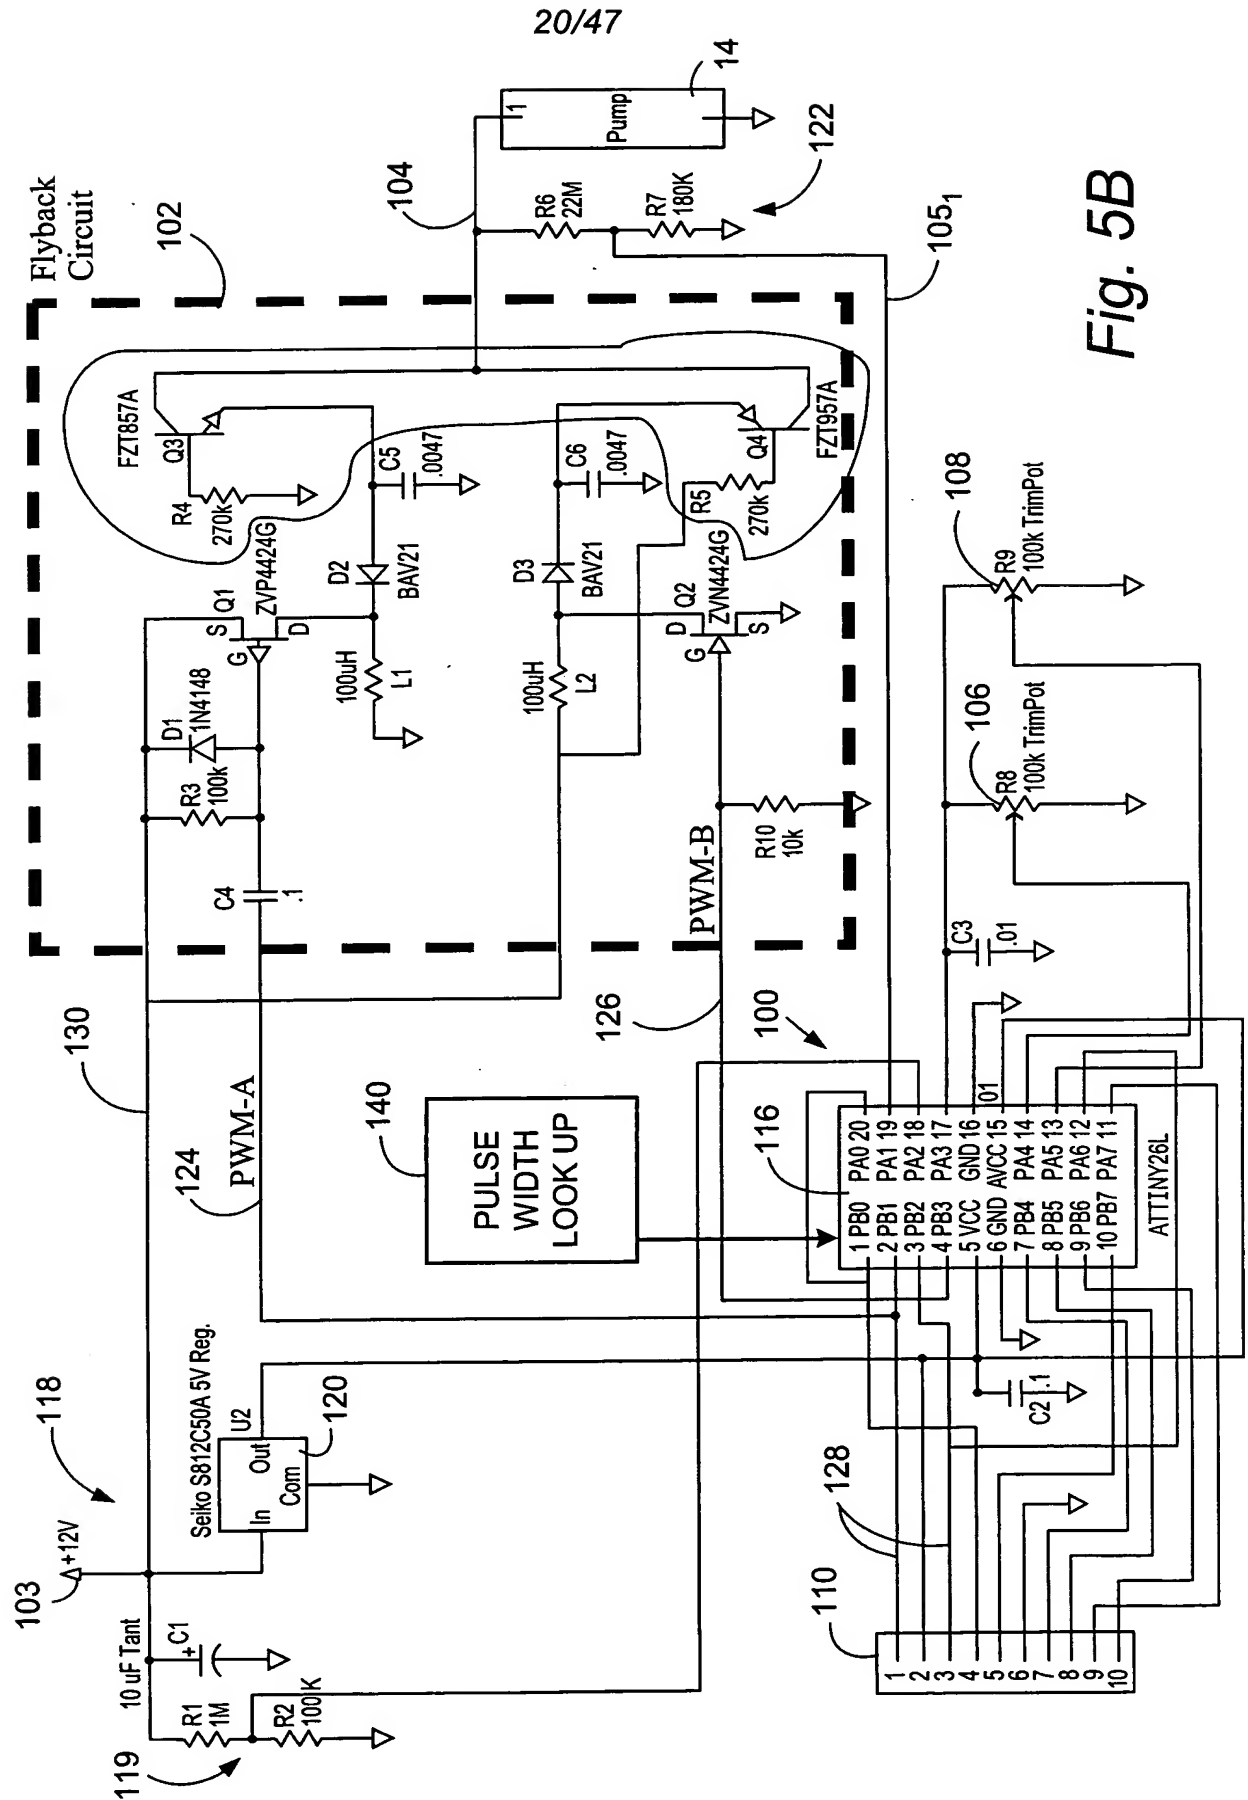 20/47
Flyback
Circuit
102
104
14
1
Pump
122
R6
22M
R7
180K
105₁
Fig. 5B
FZT857A
Q3
R4
270k
C5
.0047
D2
BAV21
Q1
ZVP4424G
S
G
D
D1
1N4148
R3
100k
C4
.1
100uH
L1
D3
BAV21
C6
.0047
R5
270k
Q4
FZT957A
Q2
ZVN4424G
D
G
S
100uH
L2
PWM-B
R10
10k
126
130
124
PWM-A
118
103
+12V
10 uF Tant
+
C1
R1
1M
R2
100K
119
Seiko S812C50A 5V Reg.
U2
In
Out
Com
120
140
PULSE
WIDTH
LOOK UP
100
116
1 PB0 PA0 20
2 PB1 PA1 19
3 PB2 PA2 18
4 PB3 PA3 17
5 VCC GND 16
6 GND AVCC 15
7 PB4 PA4 14
8 PB5 PA5 13
9 PB6 PA6 12
10 PB7 PA7 11
01
ATTINY26L
C3
.01
106
R8
100k TrimPot
108
R9
100k TrimPot
C2
.1
128
110
1
2
3
4
5
6
7
8
9
10